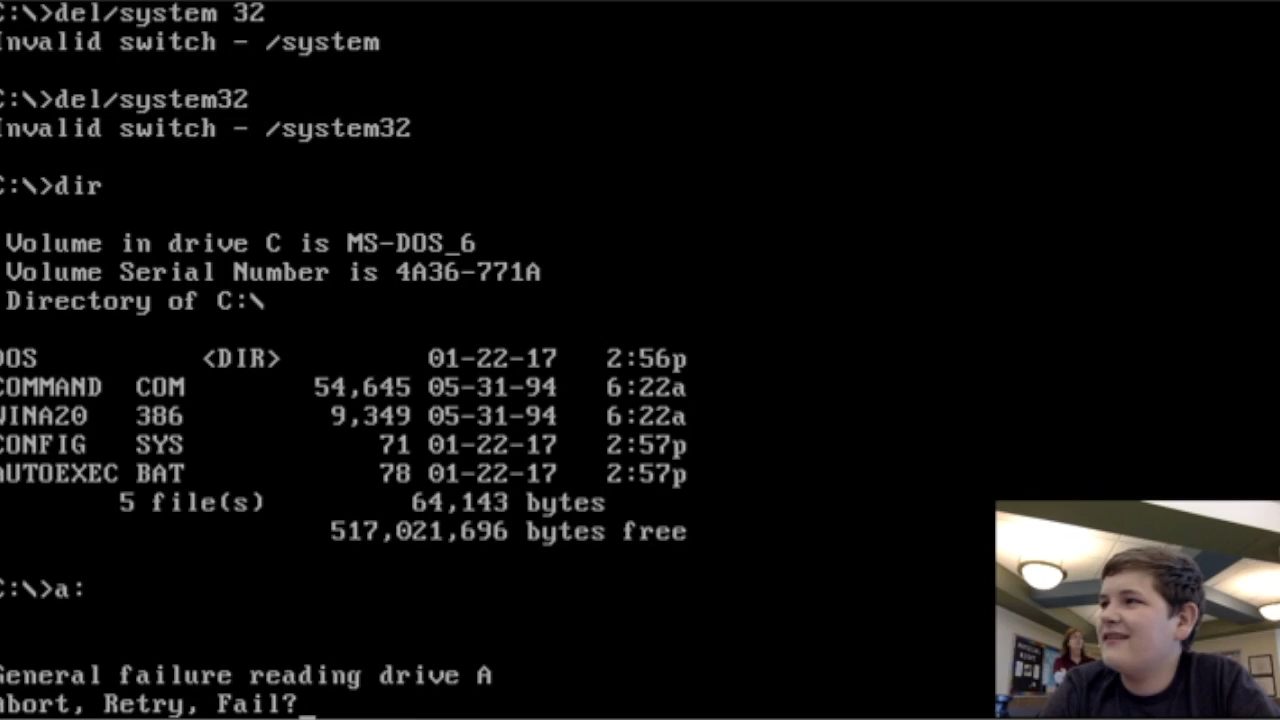 C:\>del/system 32
Invalid switch - /system
C:\>del/system32
Invalid switch - /system32
C:\>dir
Volume in drive C is MS-DOS_6
Volume Serial Number is 4A36-771A
Directory of C:\
DOS <DIR> 01-22-17 2:56p
COMMAND COM 54,645 05-31-94 6:22a
WINA20 386 9,349 05-31-94 6:22a
CONFIG SYS 71 01-22-17 2:57p
AUTOEXEC BAT 78 01-22-17 2:57p
5 file(s) 64,143 bytes
517,021,696 bytes free
C:\>a:
General failure reading drive A
Abort, Retry, Fail?_